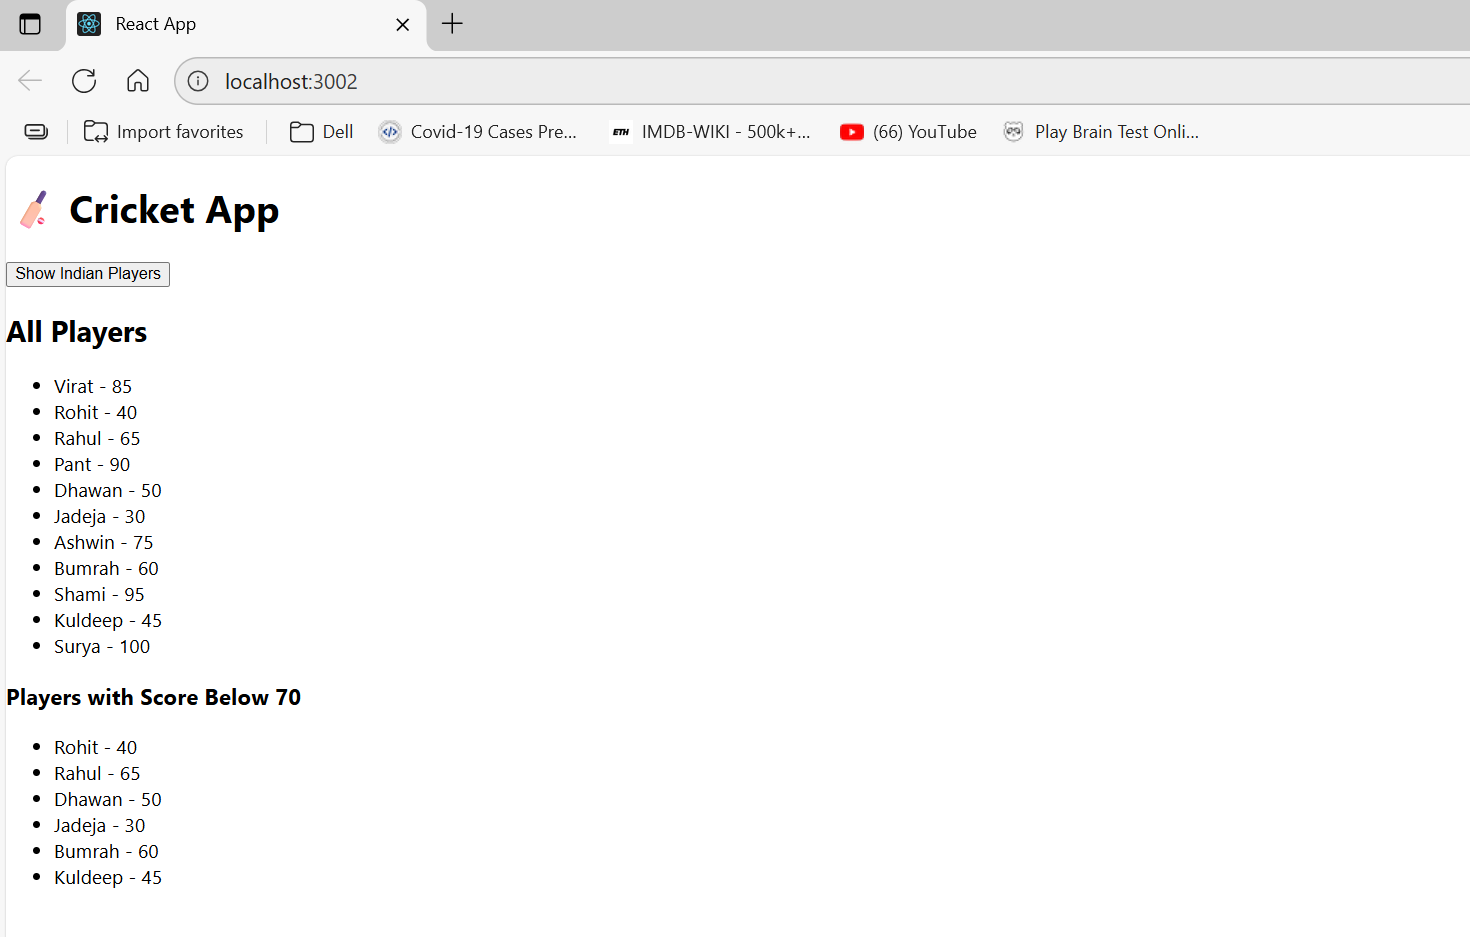 React App
localhost:3002
Import favorites
Dell
Covid-19 Cases Pre...
ETH
IMDB-WIKI - 500k+...
(66) YouTube
Play Brain Test Onli...
Cricket App
Show Indian Players
All Players
Virat - 85
Rohit - 40
Rahul - 65
Pant - 90
Dhawan - 50
Jadeja - 30
Ashwin - 75
Bumrah - 60
Shami - 95
Kuldeep - 45
Surya - 100
Players with Score Below 70
Rohit - 40
Rahul - 65
Dhawan - 50
Jadeja - 30
Bumrah - 60
Kuldeep - 45